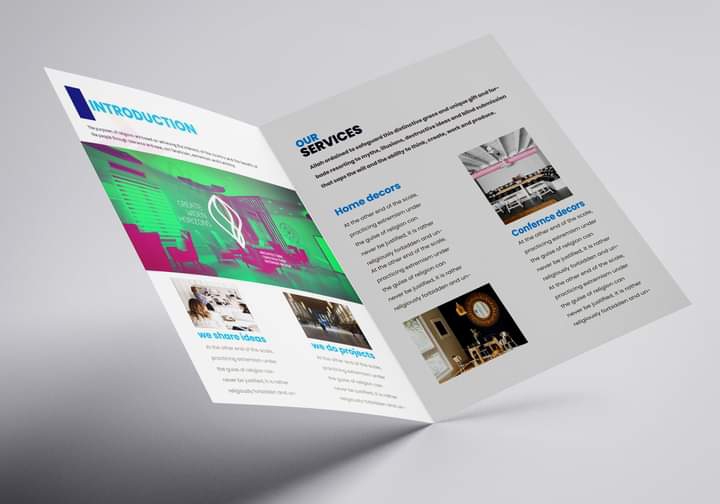 INTRODUCTION
CREATE
WIDEN
HORIZONS
we share ideas
At the other end of the scale,
practicing extremism under
the guise of religion can
never be justified, it is rather
religiously forbidden and un-
we do projects
At the other end of the scale,
practicing extremism under
the guise of religion can
never be justified, it is rather
religiously forbidden and un-
OUR
SERVICES
Allah ordained to safeguard this distinctive grace and unique gift and for-
bade resorting to myths, illusions, destructive ideas and blind submission
that saps the will and the ability to think, create, work and produce.
Home decors
At the other end of the scale,
practicing extremism under
the guise of religion can
never be justified, it is rather
religiously forbidden and un-
At the other end of the scale,
practicing extremism under
the guise of religion can
never be justified, it is rather
religiously forbidden and un-
Confernce decors
At the other end of the scale,
practicing extremism under
the guise of religion can
never be justified, it is rather
religiously forbidden and un-
At the other end of the scale,
practicing extremism under
the guise of religion can
never be justified, it is rather
religiously forbidden and un-